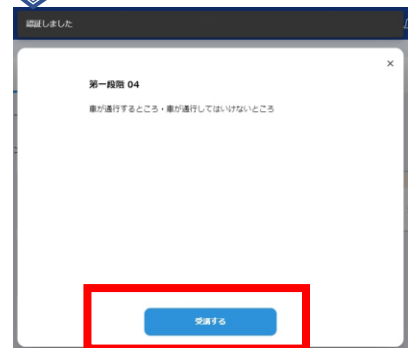 認証しました
×
第一段階 04
車が通行するところ・車が通行してはいけないところ
受講する